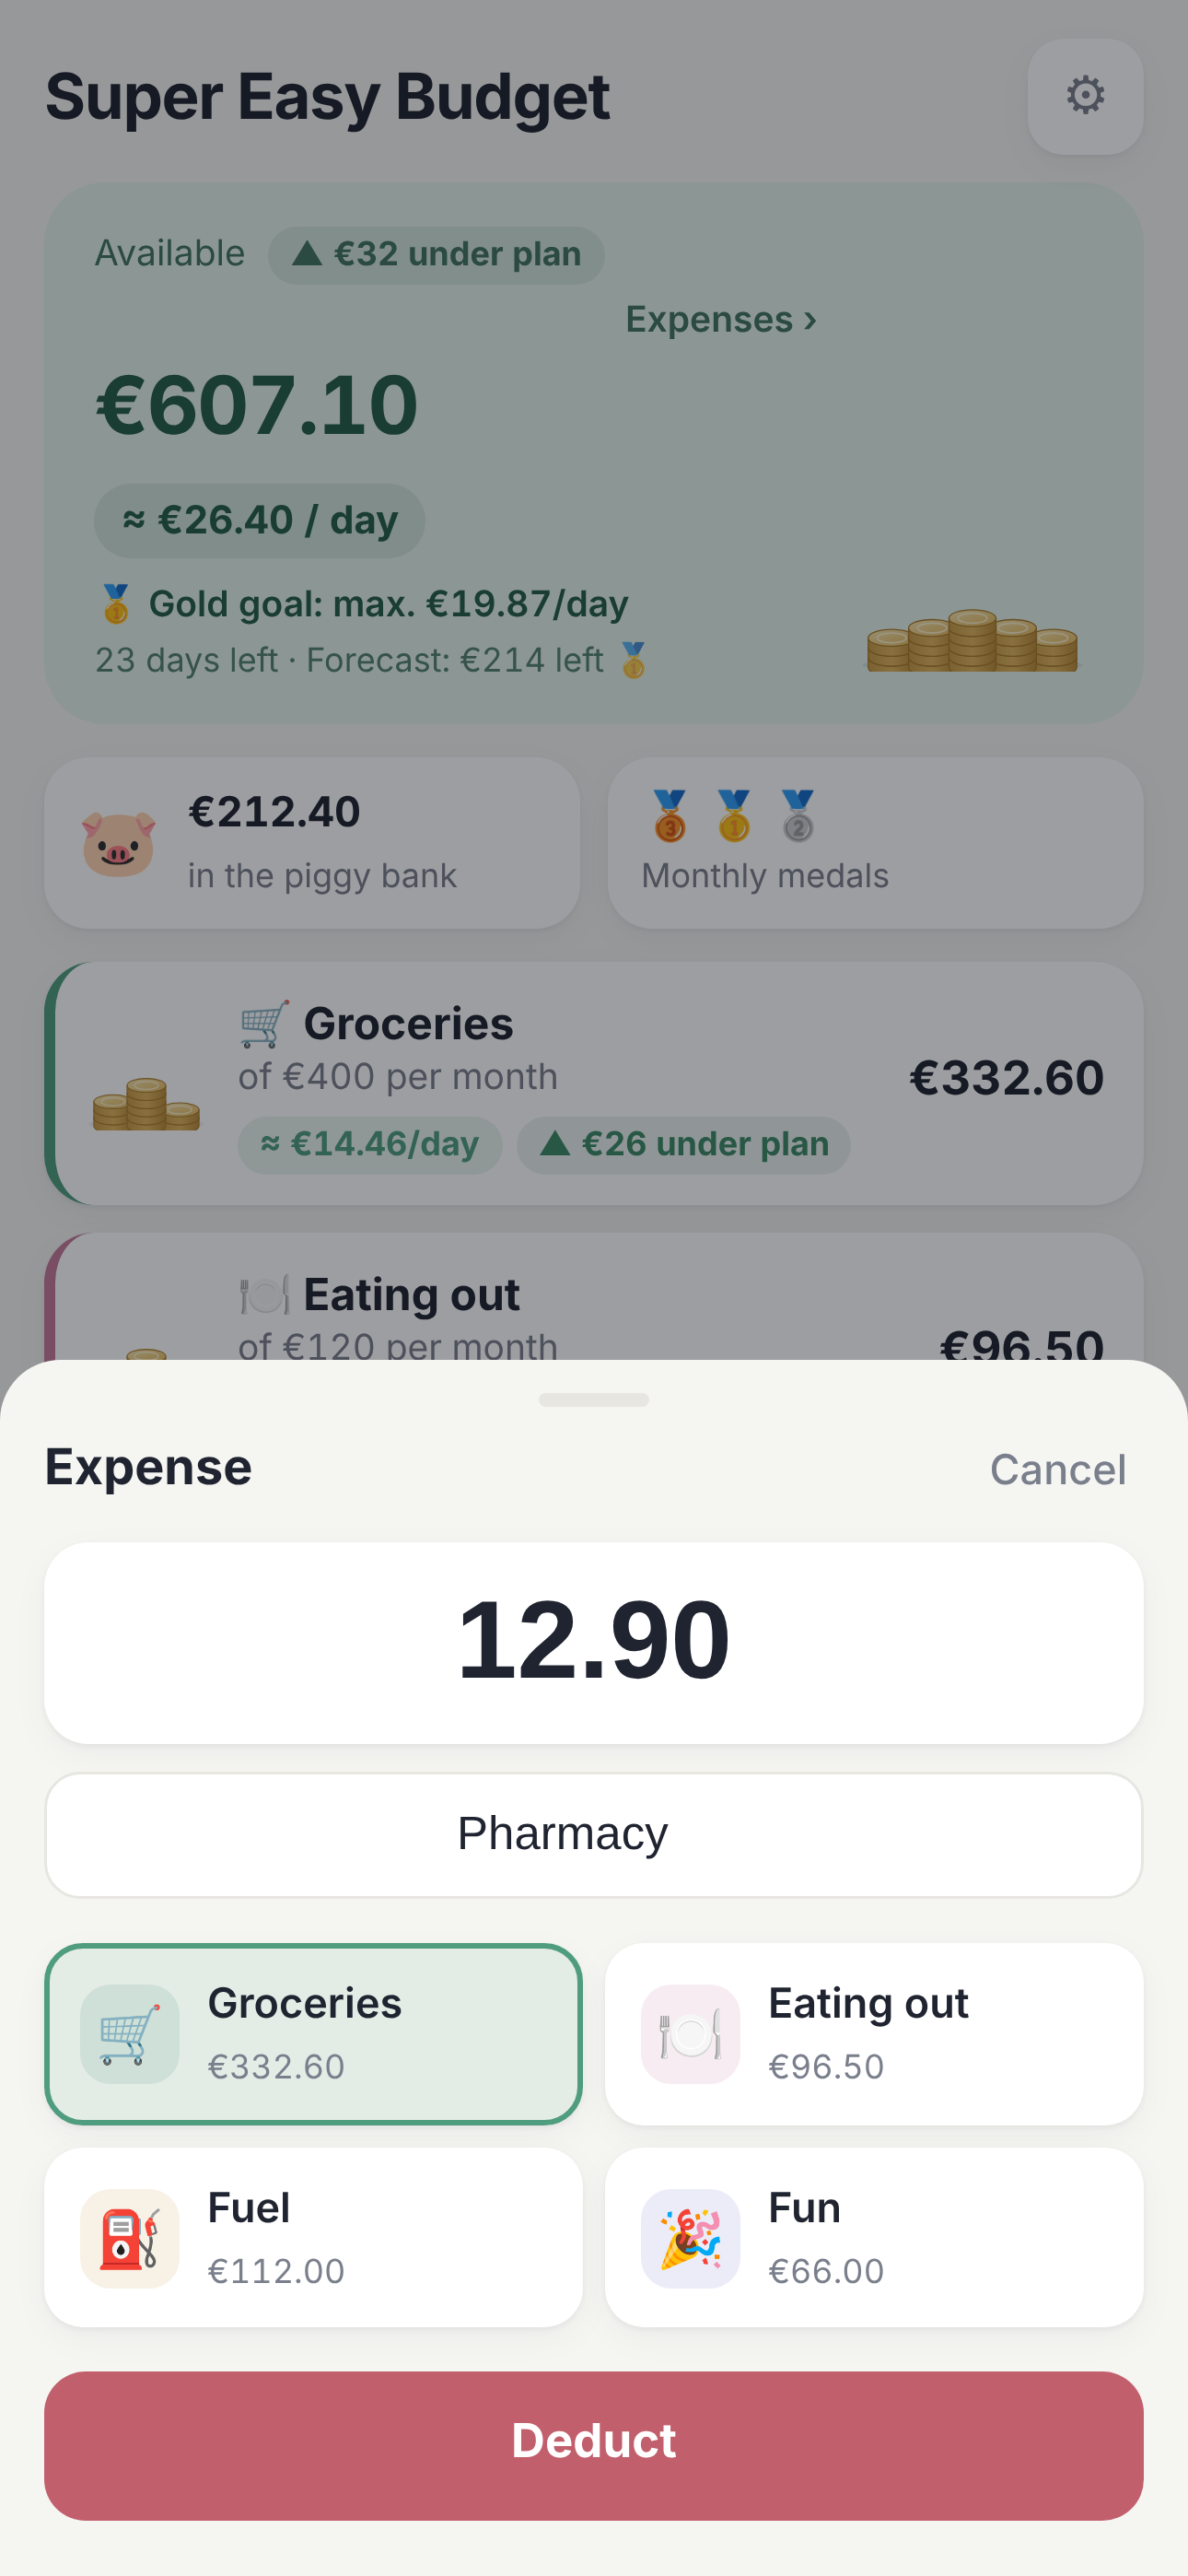 Super Easy Budget
Available ▲ €32 under plan
Expenses ›
€607.10
≈ €26.40 / day
🥇 Gold goal: max. €19.87/day
23 days left · Forecast: €214 left 🥇
€212.40
in the piggy bank
Monthly medals
Groceries
of €400 per month
€332.60
≈ €14.46/day ▲ €26 under plan
Eating out
of €120 per month
€96.50
Expense
Cancel
12.90
Pharmacy
Groceries
€332.60
Eating out
€96.50
Fuel
€112.00
Fun
€66.00
Deduct